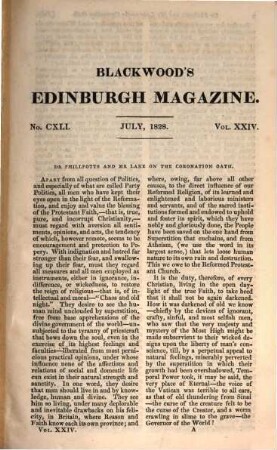 BLACKWOOD'S
EDINBURGH MAGAZINE.
No. CXLI. JULY, 1828. VOL. XXIV.
DR PHILLPOTTS AND MR LANE ON THE CORONATION OATH.
APART from all question of Politics,
and especially of what are called Party
Politics, all men who have kept their
eyes open in the light of the Reforma-
tion, and enjoy and value the blessing of
the Protestant Faith,—that is, true,
pure, and incorrupt Christianity,—
must regard with aversion all senti-
ments, opinions, and acts, the tendency
of which, however remote, seems to be
encouragement and protection to Po-
pery. With alienations and hatreds far
stronger than their fear, and swallow-
ing up their fear, must they regard
all measures and all men employed as
instruments, either in ignorance, in-
difference, or wickedness, to restore
the reign of religious—that is, of in-
tellectual and moral—"Chaos and old
night." They desire to see the hu-
man mind unclouded by superstition,
free from base apprehensions of the
divine government of the world—un-
subjected to the tyranny of priestcraft
that bows down the soul, even in the
exercise of its highest feelings and
faculties—liberated from most perni-
cious practical opinions, under whose
influence most of the best affections and
relations of social and domestic life
can exist neither in their natural strength
and sanctity. In one word, they desire
that man should live in and by know-
ledge, human and divine. They see
him so living, under many deplorable
and inevitable drawbacks on his feli-
city, in Britain, where Reason and
Faith know each its own province; and
VOL. XXIV.
where, owing, far above all other
causes, to the direct influence of our
Reformed Religion, of its learned and
enlightened and laborious ministers
and servants, and of the sacred insti-
tutions formed and endowed to uphold
and foster it in spirit, which they have
nobly and gloriously done, the People
have been saved on the one hand from
Superstition that enchains, and from
Atheism, (we use the word in its
largest sense,) that lets loose human
nature to its own ruin and destruction.
This we owe to the Reformed Protest-
ant Church.
It is the duty, therefore, of every
Christian, living in the open day-
light of the true Faith, to take heed
that it shall not be again darkened.
How it was darkened of old we know
—chiefly by the devices of ignorant,
crafty, sinful, and most selfish men,
who saw that the very majesty and
mystery of the Most High might be
made subservient to their wicked de-
signs upon the liberty of man's con-
science, till, by a perpetual appeal to
natural feelings, miserably perverted
by the superstition in which their
growth had been overshadowed, Tem-
poral Power took, it may be said, the
very place of Eternal—the voice of
the Vatican was terrible to all ears,
as that of old thundering from Sinai
—the curse of the creature fell to be
the curse of the Creator, and a worm
crawling in slime to the grave—the
Governor of the World!
A